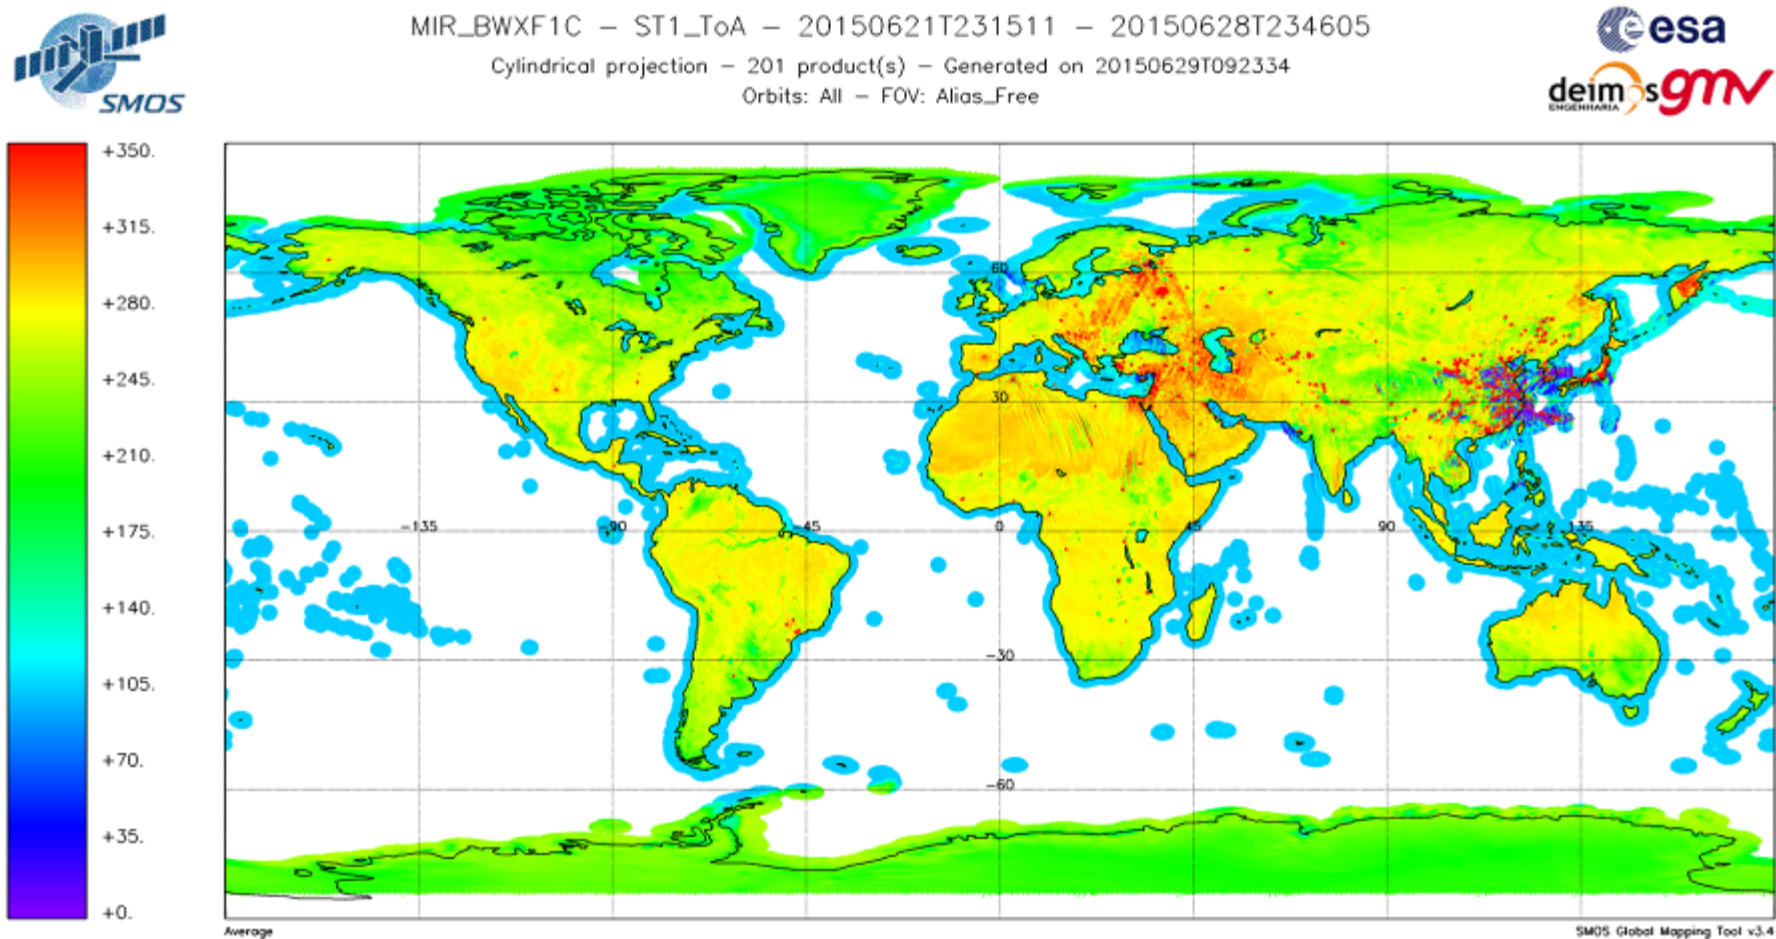 MIR_BWXF1C – ST1_ToA – 20150621T231511 – 20150628T234605
Cylindrical projection – 201 product(s) – Generated on 20150629T092334
Orbits: All – FOV: Alias_Free
SMOS
esa
deimos
ENGENHARIA
gmv
+350.
+315.
+280.
+245.
+210.
+175.
+140.
+105.
+70.
+35.
+0.
60
30
-135
-90
-45
0
45
90
135
-30
-60
Average
SMOS Global Mapping Tool v3.4